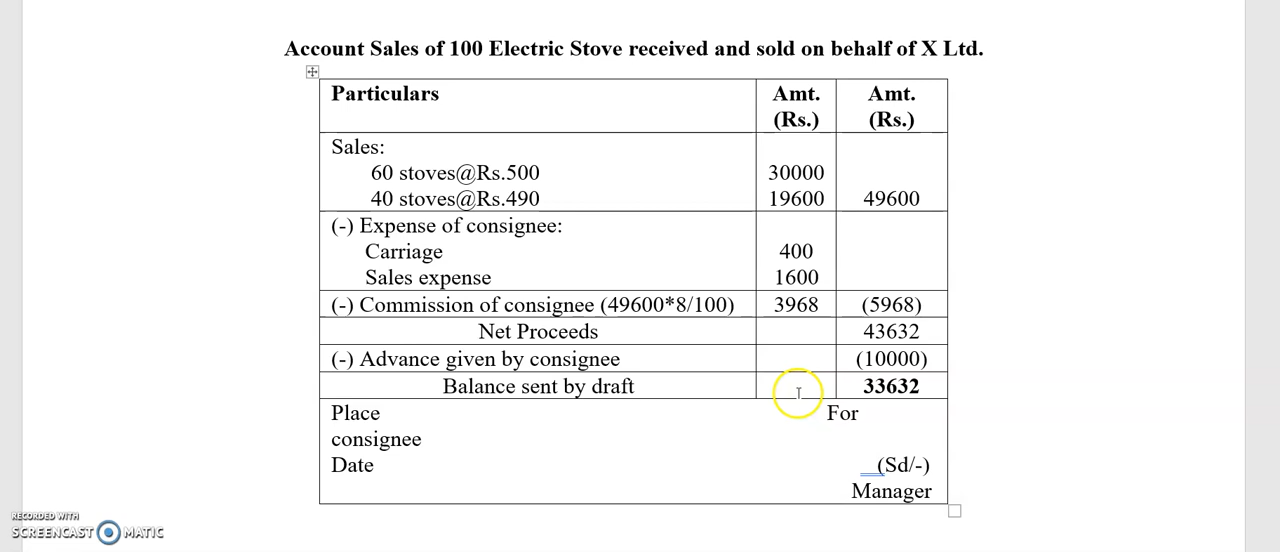 Account Sales of 100 Electric Stove received and sold on behalf of X Ltd.
Particulars Amt. Amt.
(Rs.) (Rs.)
Sales:
60 stoves@Rs.500 30000
40 stoves@Rs.490 19600 49600
(-) Expense of consignee:
Carriage 400
Sales expense 1600
(-) Commission of consignee (49600*8/100) 3968 (5968)
Net Proceeds 43632
(-) Advance given by consignee (10000)
Balance sent by draft 33632
Place For
consignee
Date (Sd/-)
Manager
RECORDED WITH
SCREENCAST MATIC